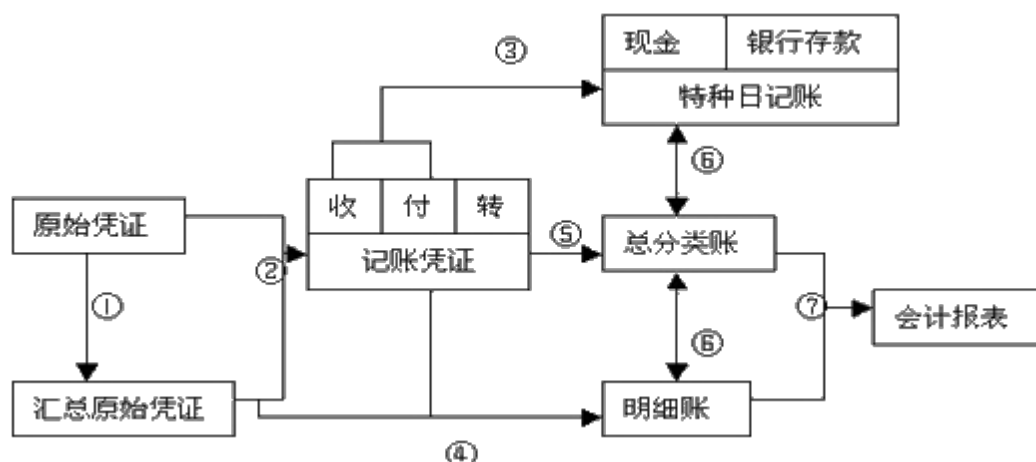 现金 银行存款
③
特种日记账
⑥
收 付 转
原始凭证
⑤
总分类账
②
记账凭证
①
⑦
会计报表
⑥
汇总原始凭证
明细账
④